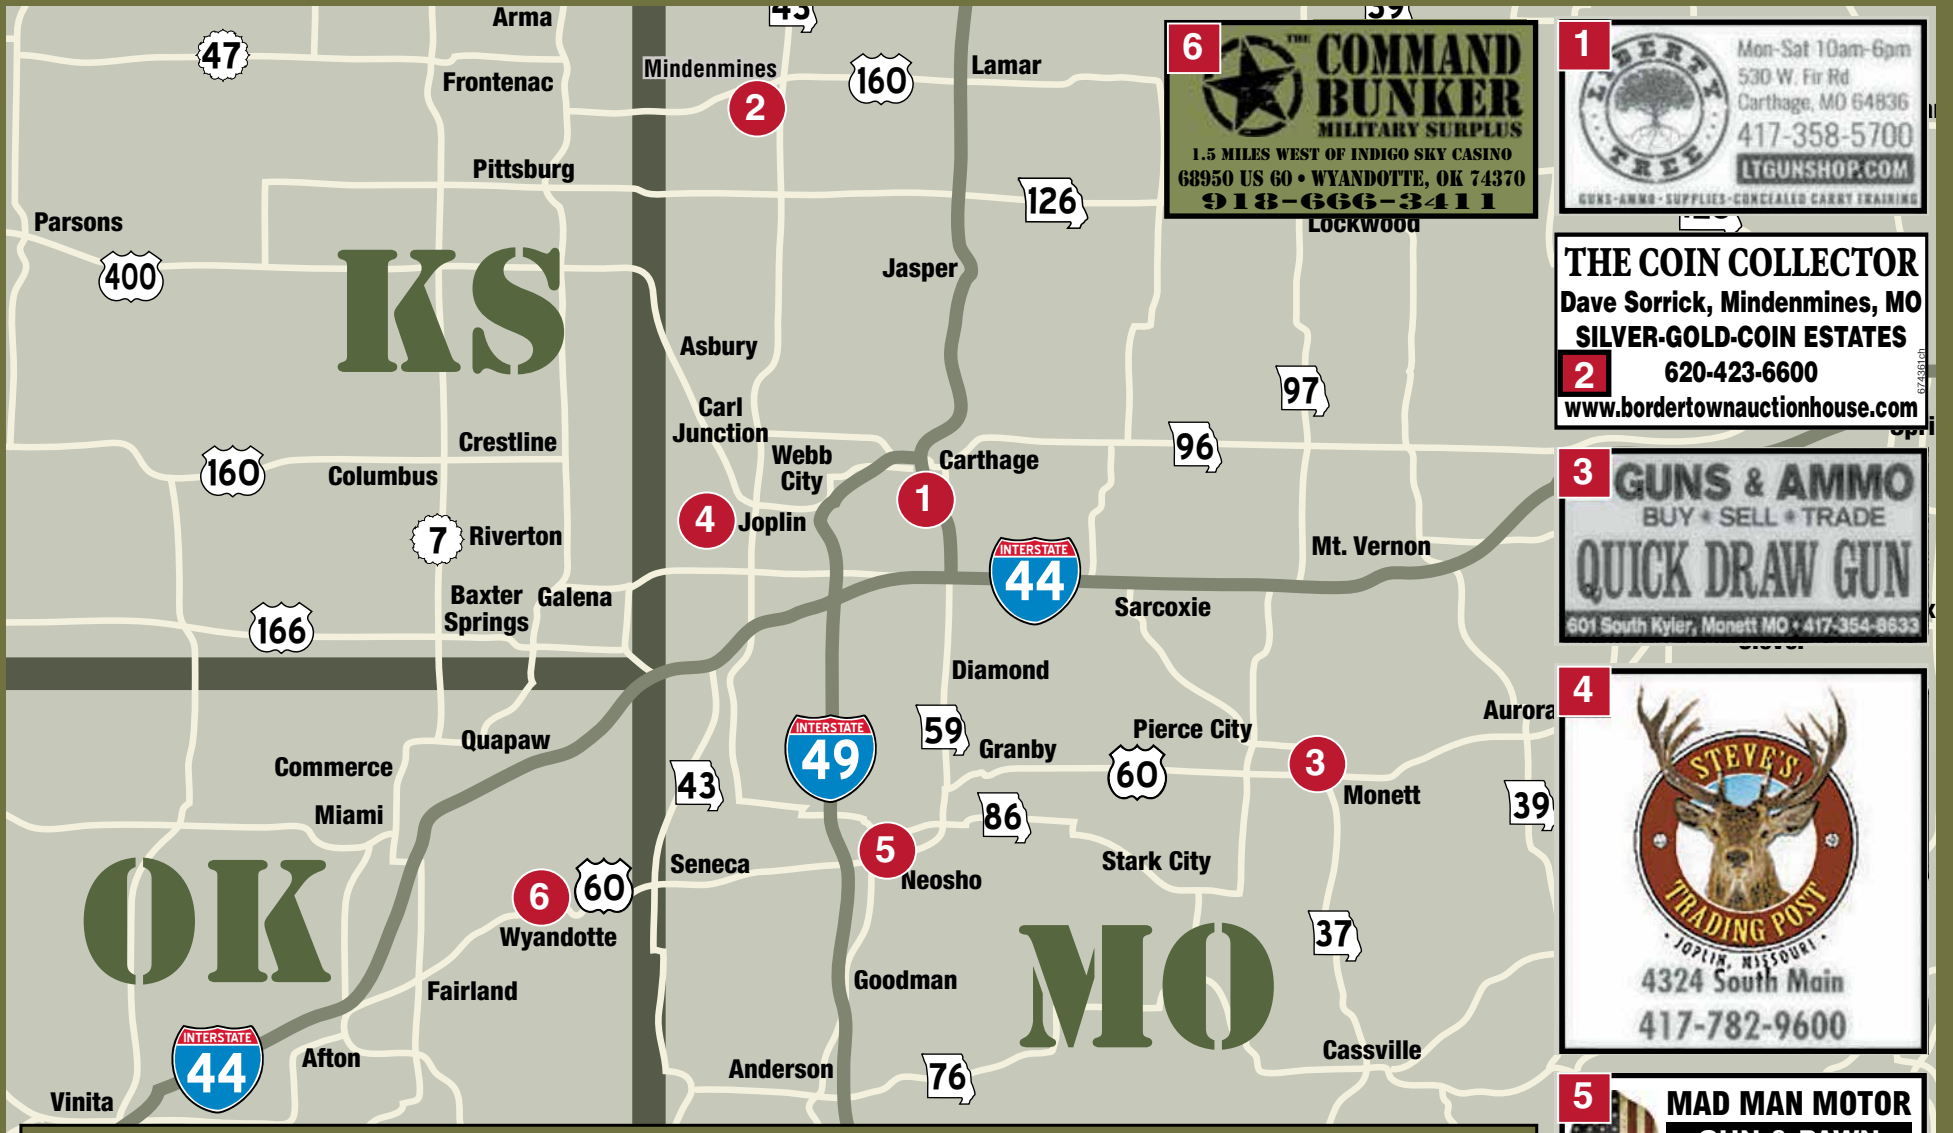 Arma
43
39
47
Frontenac
Mindenmines
2
160
Lamar
Pittsburg
126
Parsons
400
KS
Jasper
Lockwood
Asbury
97
Carl
Junction
Webb
City
Crestline
Columbus
160
Carthage
96
1
4
Joplin
7
Riverton
INTERSTATE
44
Mt. Vernon
Baxter
Springs
Galena
166
Sarcoxie
Diamond
Quapaw
INTERSTATE
49
59
Granby
Pierce City
60
3
Aurora
Commerce
Miami
43
Monett
39
86
5
Neosho
Seneca
Stark City
OK
6
60
Wyandotte
MO
37
Fairland
Goodman
INTERSTATE
44
Afton
Anderson
76
Cassville
Vinita
6
THE COMMAND
BUNKER
MILITARY SURPLUS
1.5 MILES WEST OF INDIGO SKY CASINO
68950 US 60 • WYANDOTTE, OK 74370
918-666-3411
1
LIBERTY
TREE
Mon-Sat 10am-6pm
530 W. Fir Rd
Carthage, MO 64836
417-358-5700
LTGUNSHOP.COM
GUNS•AMMO•SUPPLIES•CONCEALED CARRY TRAINING
THE COIN COLLECTOR
Dave Sorrick, Mindenmines, MO
SILVER-GOLD-COIN ESTATES
2
620-423-6600
www.bordertownauctionhouse.com
674361ch
3
GUNS & AMMO
BUY • SELL • TRADE
QUICK DRAW GUN
601 South Kyler, Monett MO • 417-354-8633
4
STEVE'S
TRADING POST
• JOPLIN, MISSOURI •
4324 South Main
417-782-9600
5
MAD MAN MOTOR
GUN & PAWN